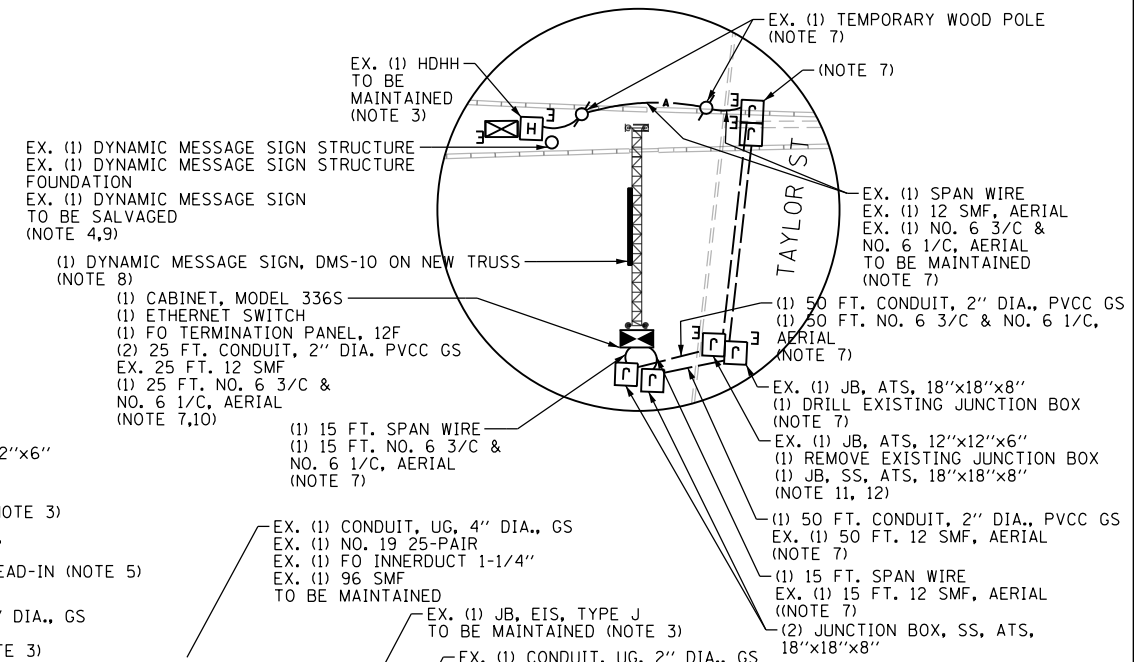 EX. (1) TEMPORARY WOOD POLE
(NOTE 7)
EX. (1) HDHH
TO BE
MAINTAINED
(NOTE 3)
(NOTE 7)
E
A
E
J
H
E
E
J
EX. (1) DYNAMIC MESSAGE SIGN STRUCTURE
EX. (1) DYNAMIC MESSAGE SIGN STRUCTURE
FOUNDATION
EX. (1) DYNAMIC MESSAGE SIGN
TO BE SALVAGED
(NOTE 4,9)
TAYLOR ST
EX. (1) SPAN WIRE
EX. (1) 12 SMF, AERIAL
EX. (1) NO. 6 3/C &
NO. 6 1/C, AERIAL
TO BE MAINTAINED
(NOTE 7)
(1) DYNAMIC MESSAGE SIGN, DMS-10 ON NEW TRUSS
(NOTE 8)
(1) CABINET, MODEL 336S
(1) ETHERNET SWITCH
(1) FO TERMINATION PANEL, 12F
(2) 25 FT. CONDUIT, 2'' DIA. PVCC GS
EX. 25 FT. 12 SMF
(1) 25 FT. NO. 6 3/C &
NO. 6 1/C, AERIAL
(NOTE 7,10)
(1) 50 FT. CONDUIT, 2'' DIA., PVCC GS
(1) 50 FT. NO. 6 3/C & NO. 6 1/C,
AERIAL
(NOTE 7)
E
E
J
J
J
J
EX. (1) JB, ATS, 18''x18''x8''
(1) DRILL EXISTING JUNCTION BOX
(NOTE 7)
(1) 15 FT. SPAN WIRE
(1) 15 FT. NO. 6 3/C &
NO. 6 1/C, AERIAL
(NOTE 7)
EX. (1) JB, ATS, 12''x12''x6''
(1) REMOVE EXISTING JUNCTION BOX
(1) JB, SS, ATS, 18''x18''x8''
(NOTE 11, 12)
2''x6''
OTE 3)
(1) 50 FT. CONDUIT, 2'' DIA., PVCC GS
EX. (1) 50 FT. 12 SMF, AERIAL
(NOTE 7)
EX. (1) CONDUIT, UG, 4'' DIA., GS
EX. (1) NO. 19 25-PAIR
EX. (1) FO INNERDUCT 1-1/4''
EX. (1) 96 SMF
TO BE MAINTAINED
EAD-IN (NOTE 5)
(1) 15 FT. SPAN WIRE
EX. (1) 15 FT. 12 SMF, AERIAL
((NOTE 7)
' DIA., GS
EX. (1) JB, EIS, TYPE J
TO BE MAINTAINED (NOTE 3)
(2) JUNCTION BOX, SS, ATS,
18''x18''x8''
TE 3)
EX. (1) CONDUIT, UG, 2'' DIA., GS